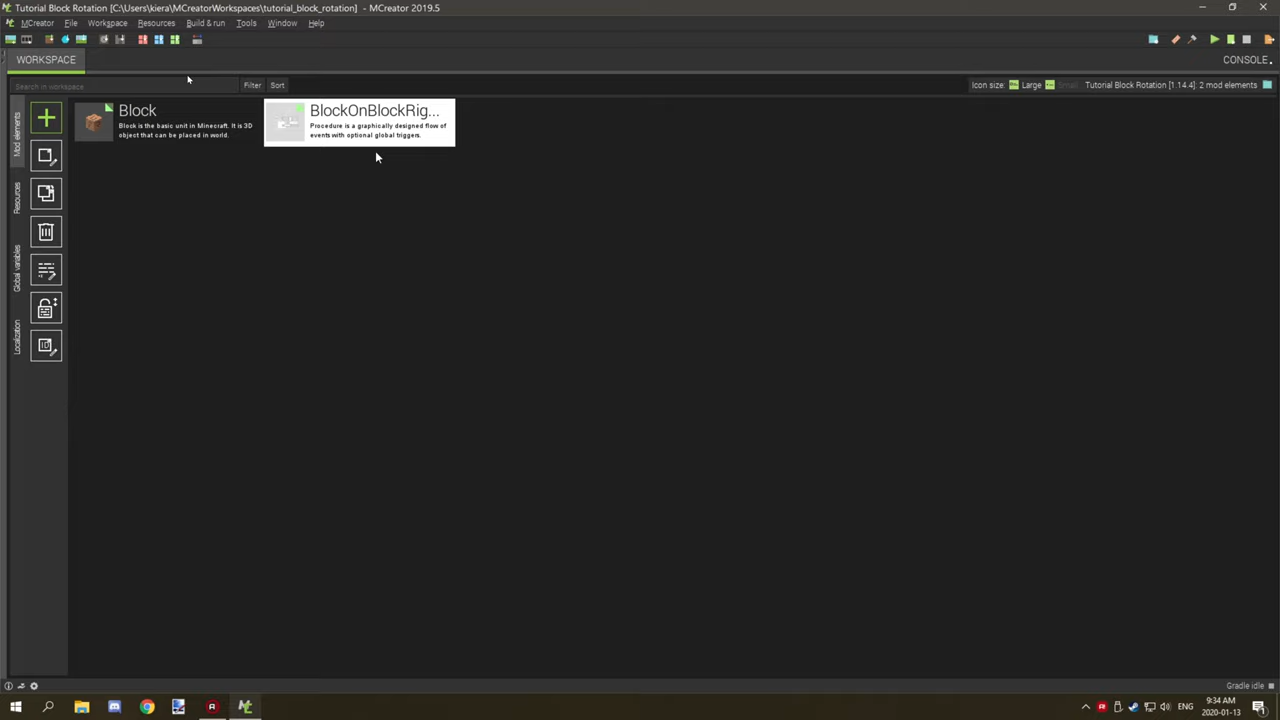 Tutorial Block Rotation [C:\Users\kiera\MCreatorWorkspaces\tutorial_block_rotation] - MCreator 2019.5
MCreator File Workspace Resources Build & run Tools Window Help
WORKSPACE
CONSOLE
Search in workspace
Filter
Sort
Icon size: Large Small Tutorial Block Rotation [1.14.4] 2 mod elements
Mod elements
Resources
Global variables
Localization
Block
Block is the basic unit in Minecraft. It is 3D
object that can be placed in world.
BlockOnBlockRig...
Procedure is a graphically designed flow of
events with optional global triggers.
Gradle idle
ENG
9:34 AM
2020-01-13